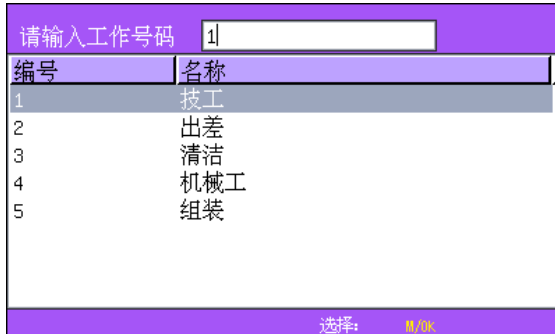 请输入工作号码 1
编号 名称
1 技工
2 出差
3 清洁
4 机械工
5 组装
选择: M/OK